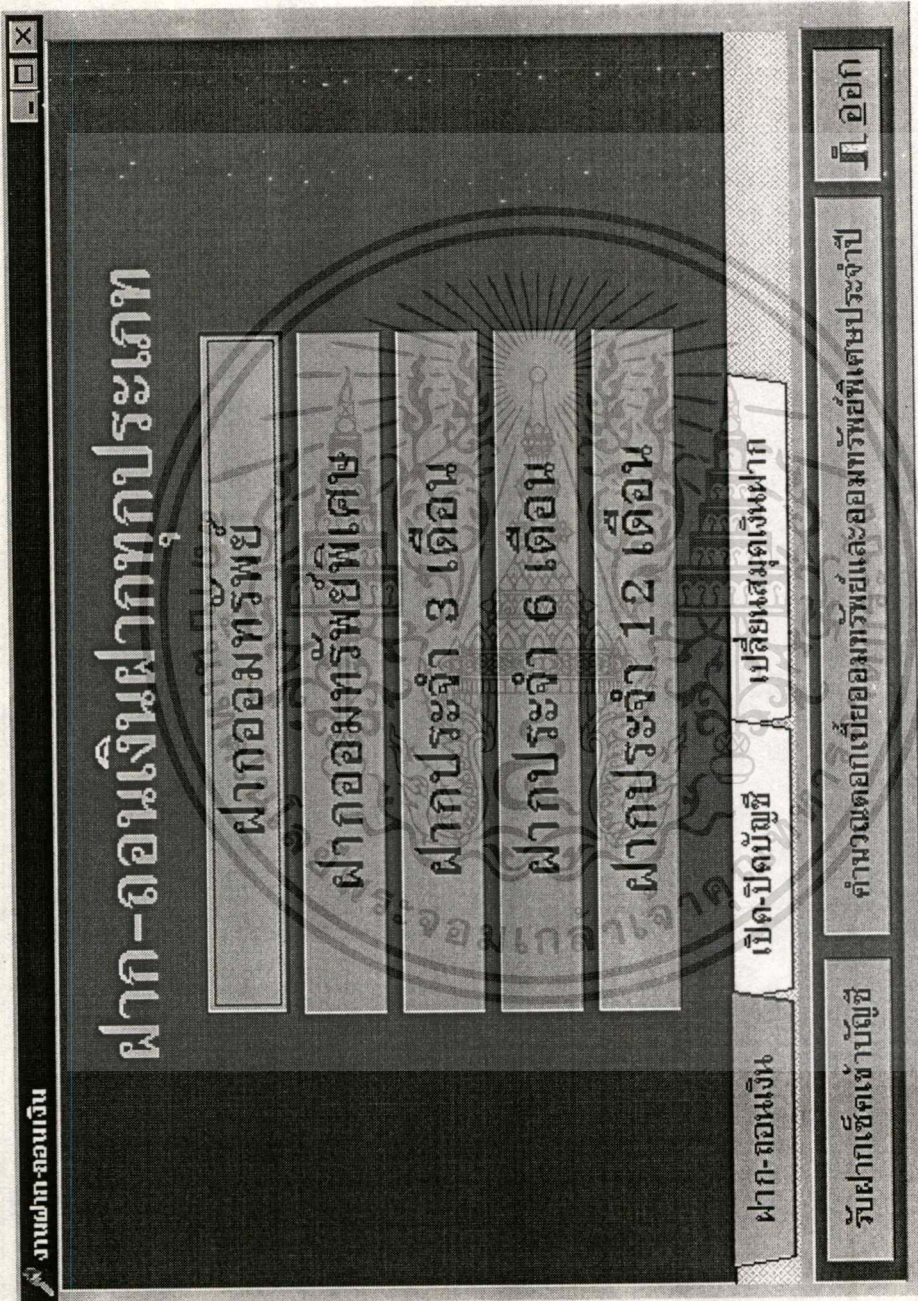 งานฝาก-ถอนเงิน
ฝาก-ถอนเงินฝากทุกประเภท
ฝากออมทรัพย์
ฝากออมทรัพย์พิเศษ
ฝากประจำ 3 เดือน
ฝากประจำ 6 เดือน
ฝากประจำ 12 เดือน
ฝาก-ถอนเงิน
เปิด-ปิดบัญชี
เปลี่ยนสมุดเงินฝาก
รับฝากเช็คเข้าบัญชี
คำนวณดอกเบี้ยออมทรัพย์และออมทรัพย์พิเศษประจำปี
ออก